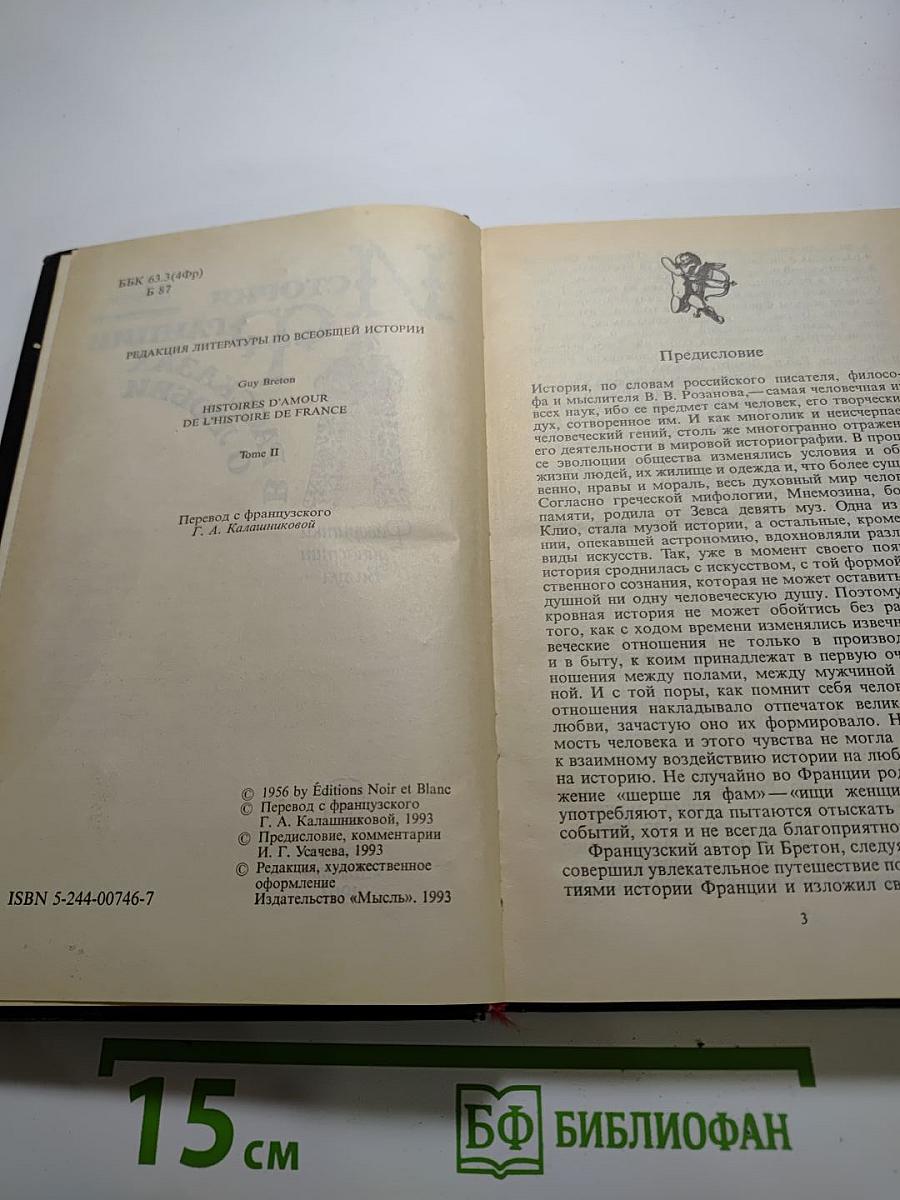 ББК 63.3(4Фр)
Б 87
РЕДАКЦИЯ ЛИТЕРАТУРЫ ПО ВСЕОБЩЕЙ ИСТОРИИ
Guy Breton
HISTOIRES D'AMOUR
DE L'HISTOIRE DE FRANCE
Tome II
Перевод с французского
Г. А. Калашниковой
© 1956 by Éditions Noir et Blanc
© Перевод с французского
Г. А. Калашниковой, 1993
© Предисловие, комментарии
И. Г. Усачева, 1993
© Редакция, художественное
оформление
Издательство «Мысль». 1993
ISBN 5-244-00746-7
Предисловие
История, по словам российского писателя, филосо-
фа и мыслителя В. В. Розанова,— самая человечная и
всех наук, ибо ее предмет сам человек, его творчески
дух, сотворенное им. И как многолик и неисчерпае
человеческий гений, столь же многогранно отражен
его деятельности в мировой историографии. В проц
се эволюции общества изменялись условия и об
жизни людей, их жилище и одежда и, что более сущ
венно, нравы и мораль, весь духовный мир челов
Согласно греческой мифологии, Мнемозина, бо
памяти, родила от Зевса девять муз. Одна из
Клио, стала музой истории, а остальные, кроме
нии, опекавшей астрономию, вдохновляли разл
виды искусств. Так, уже в момент своего поя
история сроднилась с искусством, с той формой
ственного сознания, которая не может оставить
душной ни одну человеческую душу. Поэтому
кровная история не может обойтись без ра
того, как с ходом времени изменялись извечн
веческие отношения не только в производ
и в быту, к коим принадлежат в первую оч
ношения между полами, между мужчиной
ной. И с той поры, как помнит себя челов
отношения накладывало отпечаток велик
любви, зачастую оно их формировало. Н
мость человека и этого чувства не могла
к взаимному воздействию истории на люб
на историю. Не случайно во Франции род
жение «шерше ля фам»—«ищи женщи
употребляют, когда пытаются отыскать
событий, хотя и не всегда благоприятно
Французский автор Ги Бретон, следуя
совершил увлекательное путешествие по
тиями истории Франции и изложил св
3
15 см
БФ БИБЛИОФАН